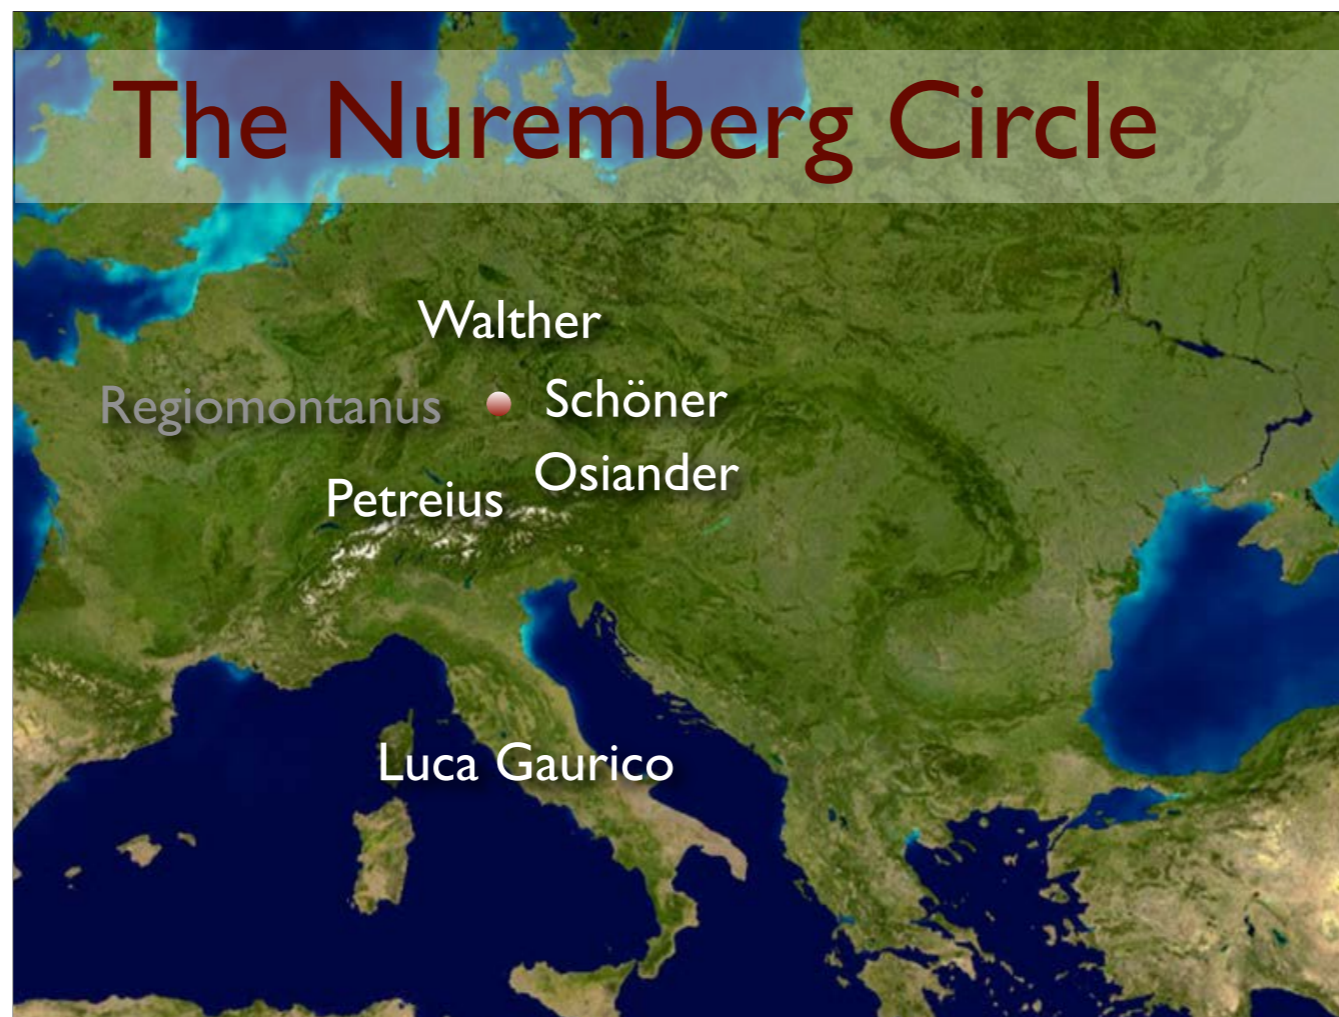 The Nuremberg Circle
Walther
Regiomontanus
Schöner
Osiander
Petreius
Luca Gaurico